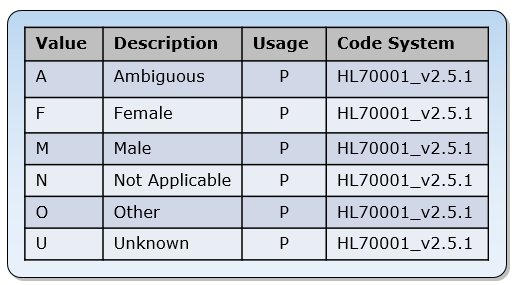 Value Description Usage Code System
A Ambiguous P HL70001_v2.5.1
F Female P HL70001_v2.5.1
M Male P HL70001_v2.5.1
N Not Applicable P HL70001_v2.5.1
O Other P HL70001_v2.5.1
U Unknown P HL70001_v2.5.1